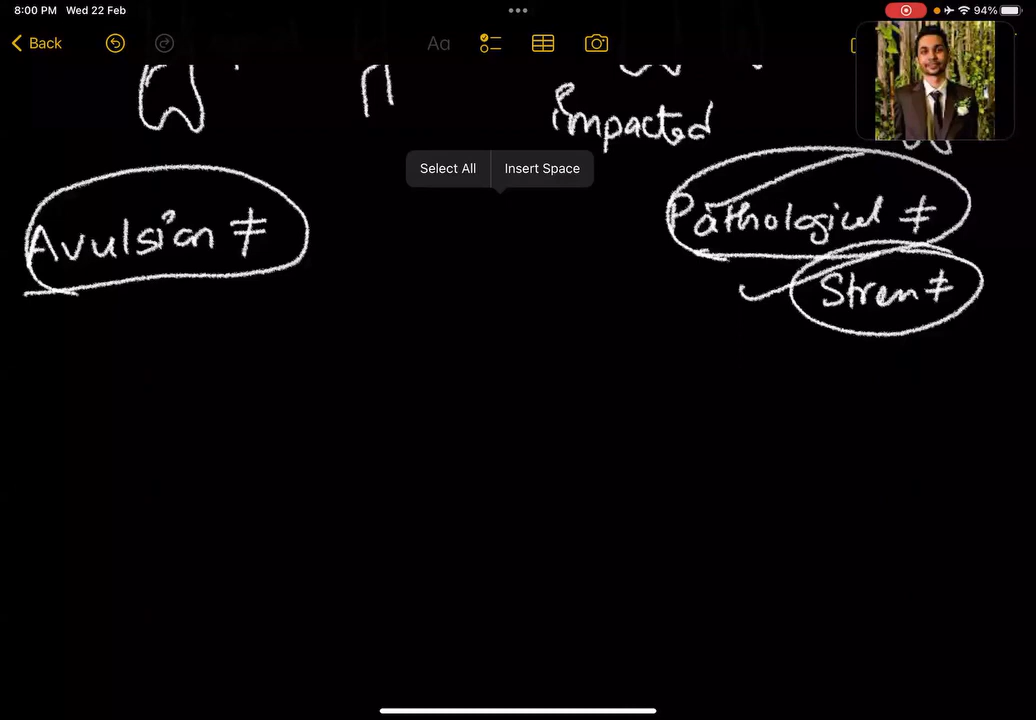 8:00 PM Wed 22 Feb
94%
Back
Aa
impacted
Select All Insert Space
Avulsion ≠
Pathological ≠
Stress ≠